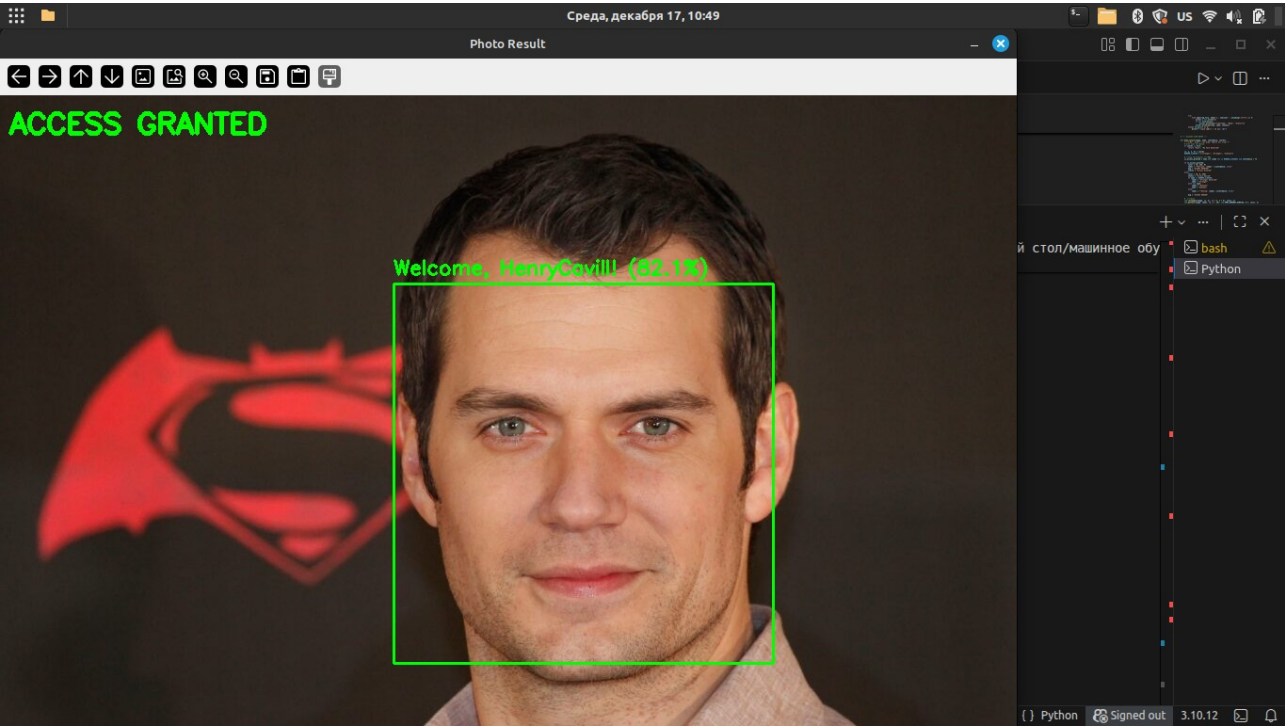 Среда, декабря 17, 10:49
US
Photo Result
ACCESS GRANTED
Welcome, HenryCavill! (82.1%)
й стол/машинное обу
bash
Python
{ } Python
Signed out
3.10.12